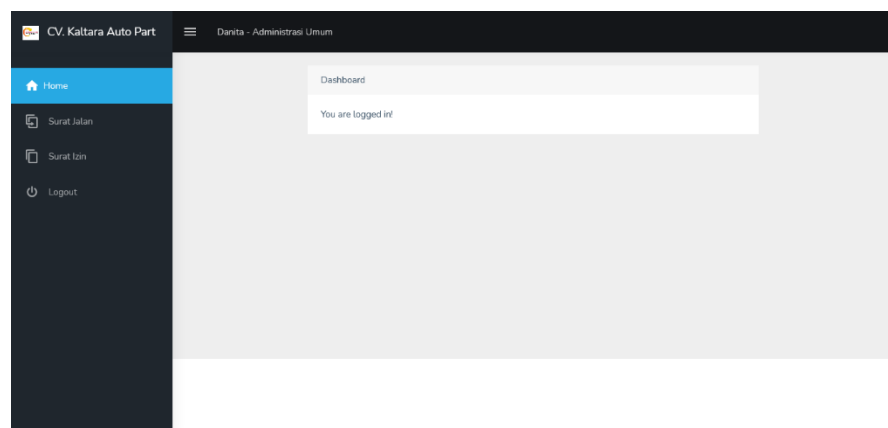 CV. Kaltara Auto Part
Danita - Administrasi Umum
Home
Surat Jalan
Surat Izin
Logout
Dashboard
You are logged in!